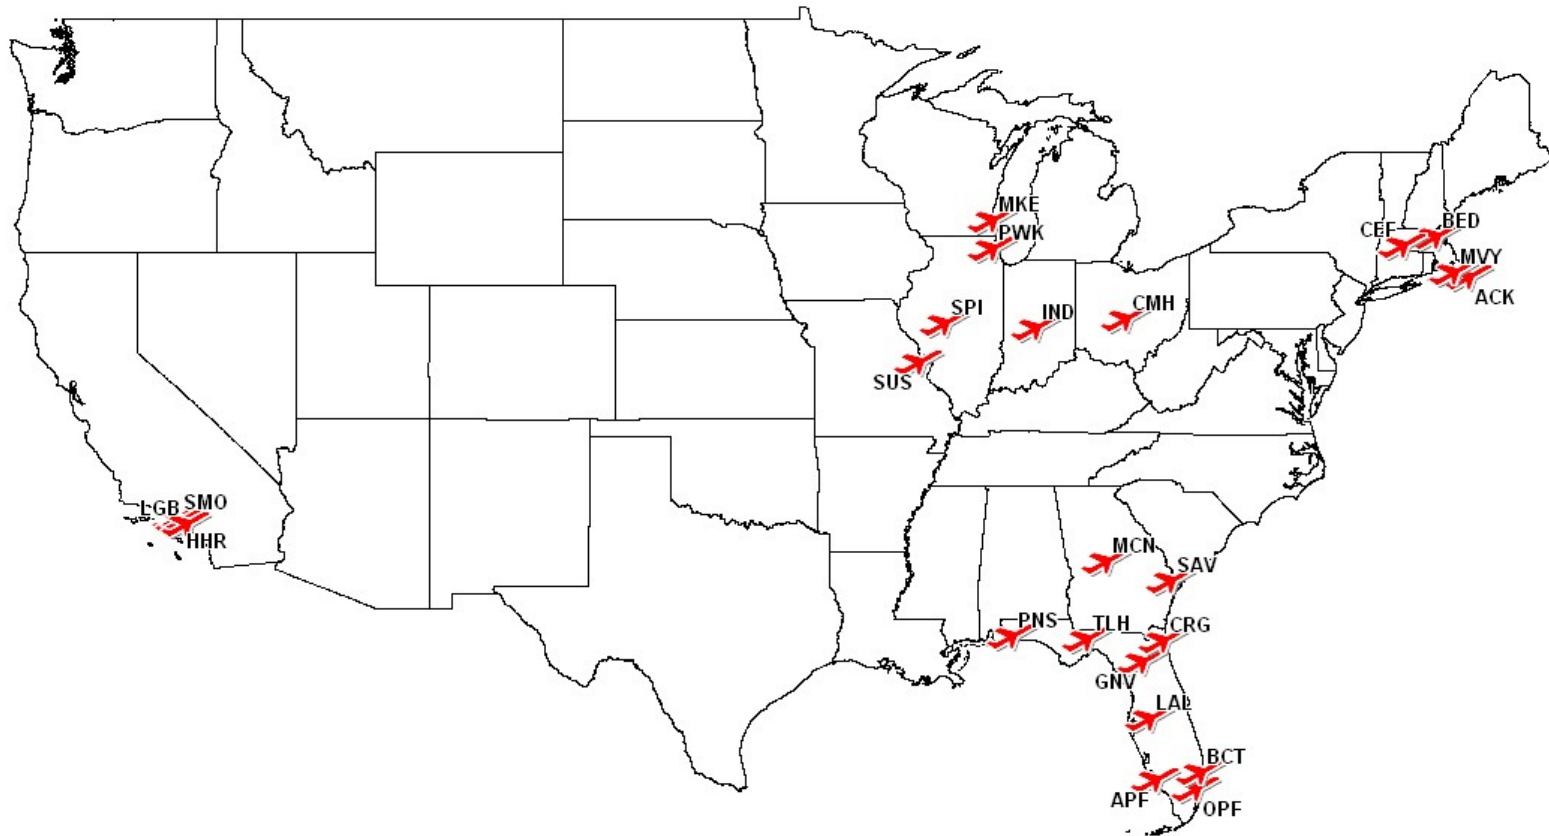 MKE
PWK
BED
CEF
MVY
ACK
SPI
IND
CMH
SUS
LGB
SMO
HHR
MCN
SAV
PNS
TLH
CRG
GNV
LAL
BCT
APF
OPF